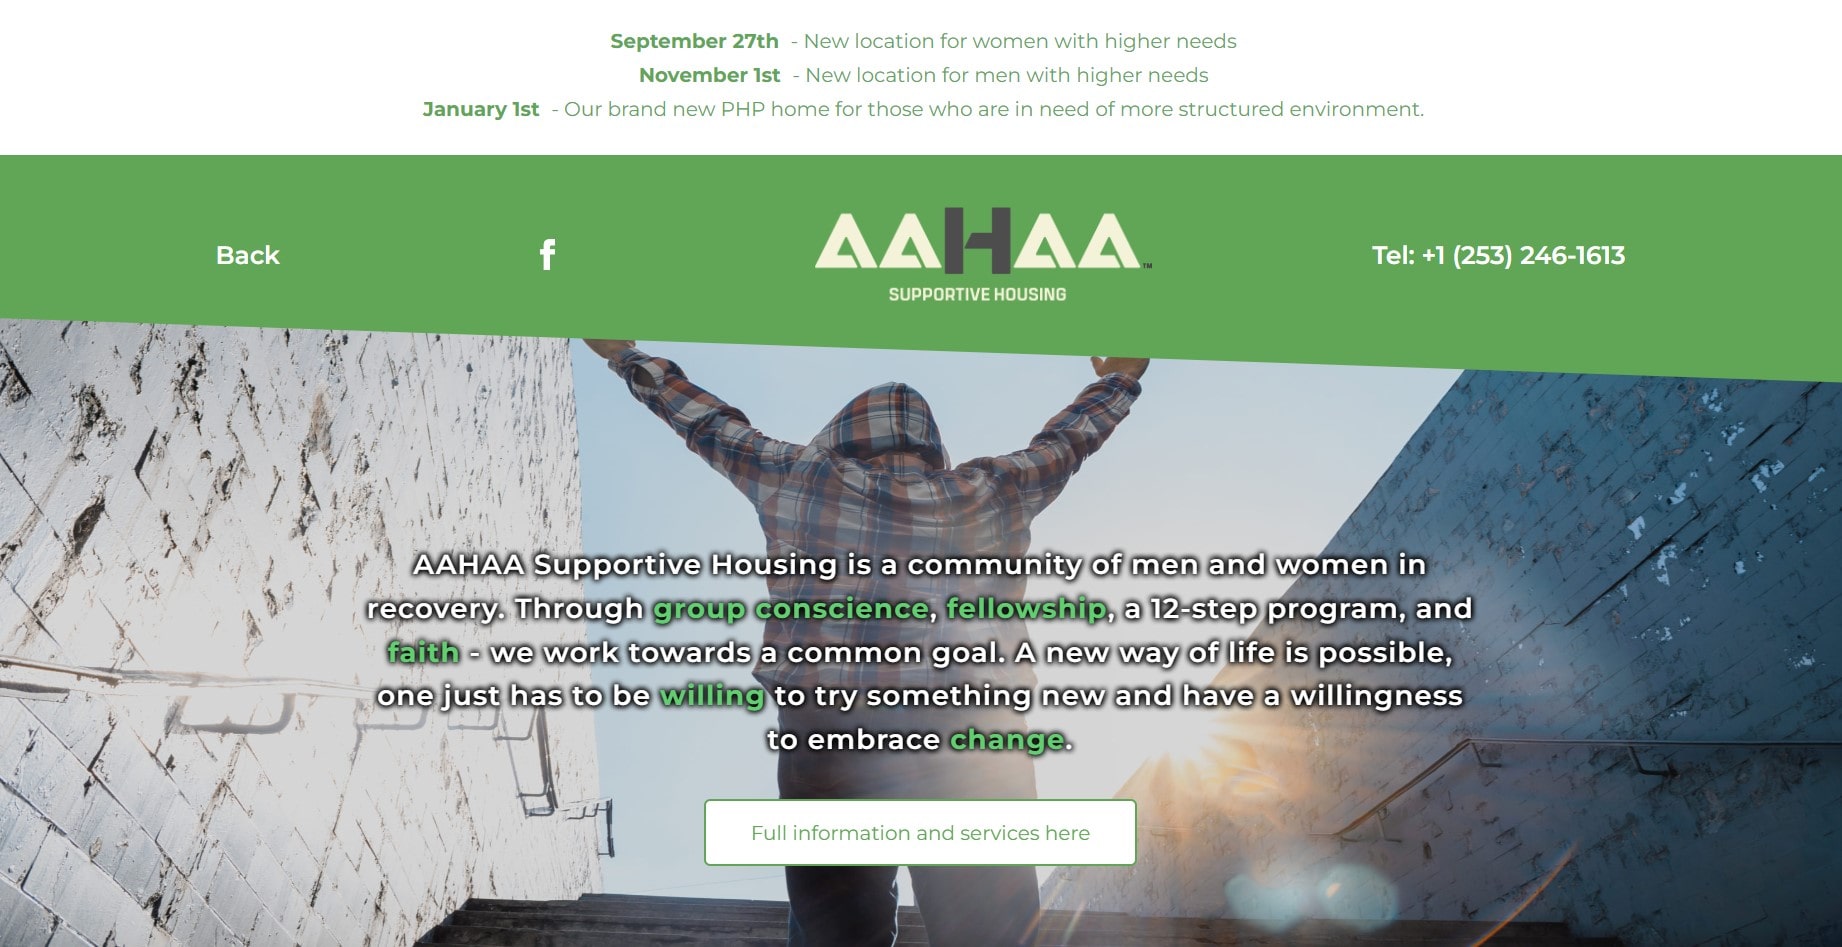 September 27th - New location for women with higher needs
November 1st - New location for men with higher needs
January 1st - Our brand new PHP home for those who are in need of more structured environment.
Back
f
AAHAA™
SUPPORTIVE HOUSING
Tel: +1 (253) 246-1613
AAHAA Supportive Housing is a community of men and women in
recovery. Through group conscience, fellowship, a 12-step program, and
faith - we work towards a common goal. A new way of life is possible,
one just has to be willing to try something new and have a willingness
to embrace change.
Full information and services here